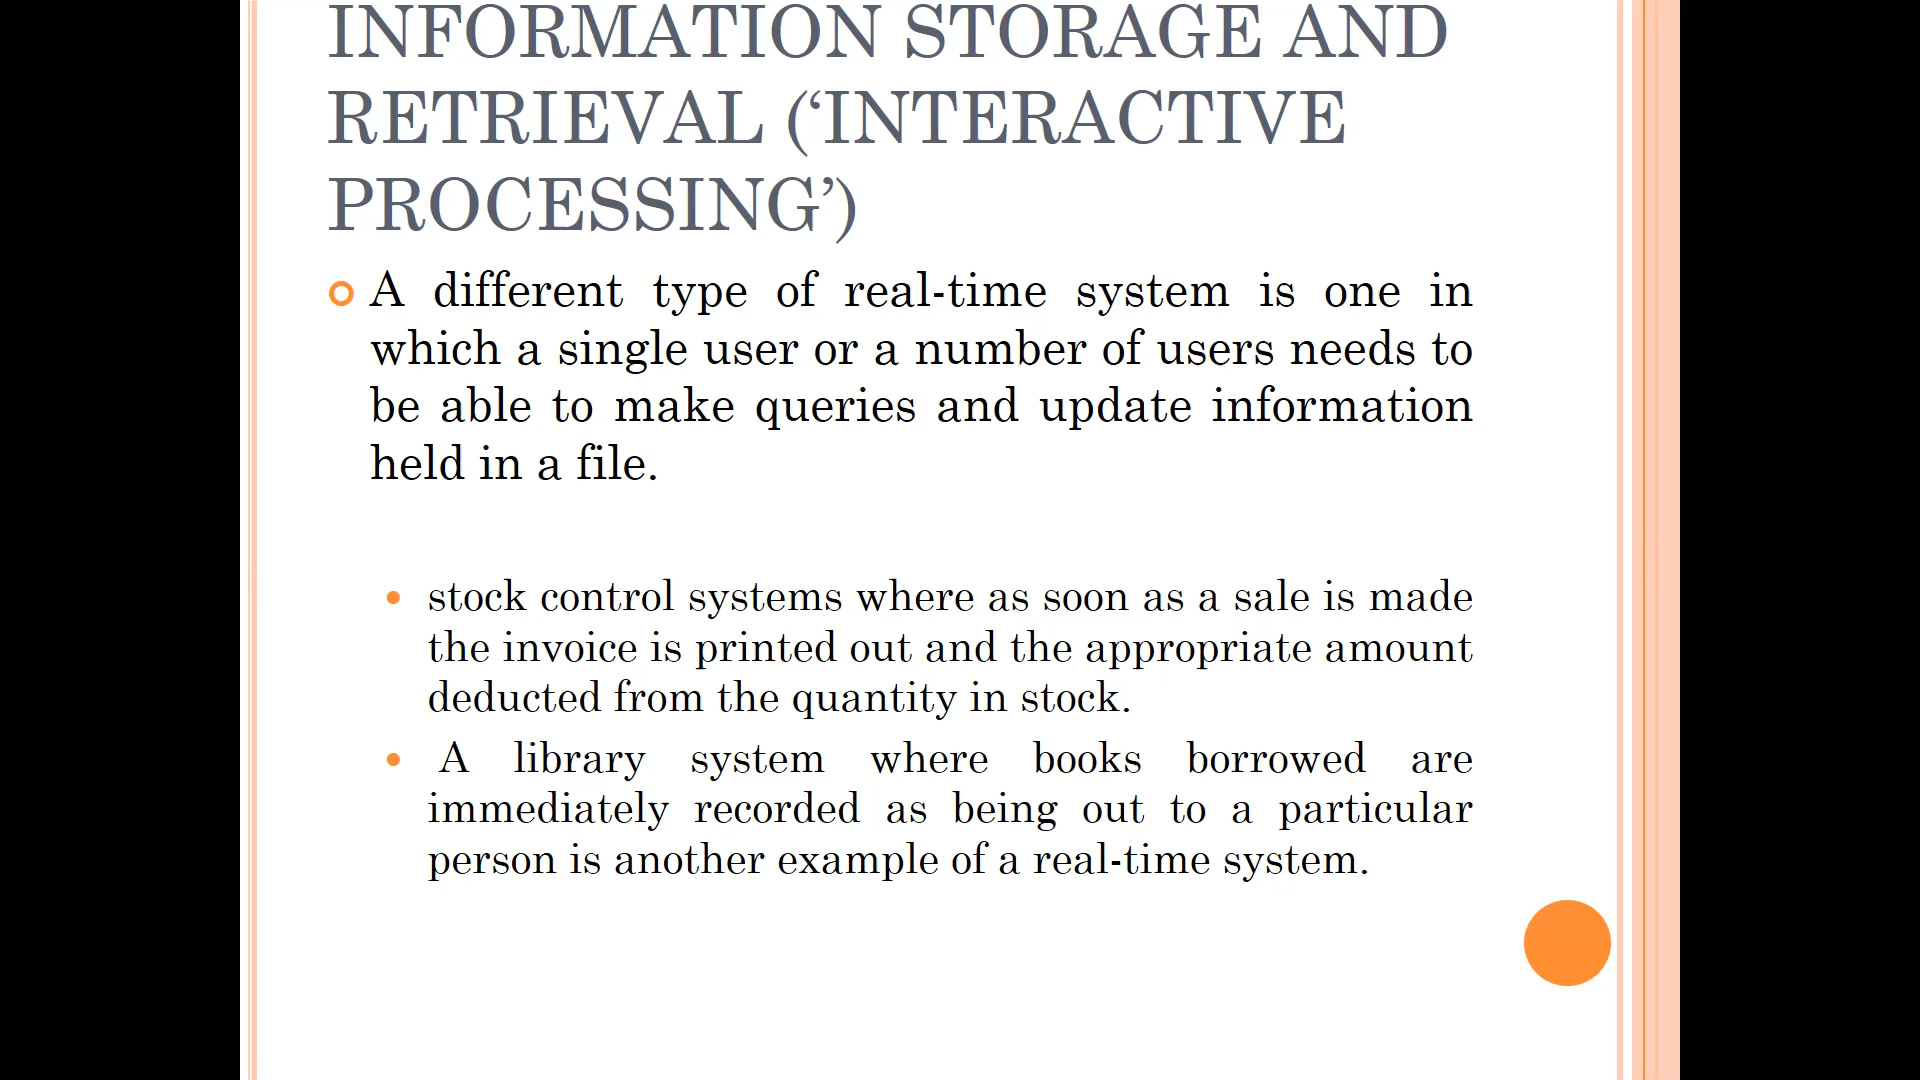 INFORMATION STORAGE AND
RETRIEVAL (‘INTERACTIVE
PROCESSING’)
A different type of real-time system is one in
which a single user or a number of users needs to
be able to make queries and update information
held in a file.
stock control systems where as soon as a sale is made
the invoice is printed out and the appropriate amount
deducted from the quantity in stock.
A library system where books borrowed are
immediately recorded as being out to a particular
person is another example of a real-time system.